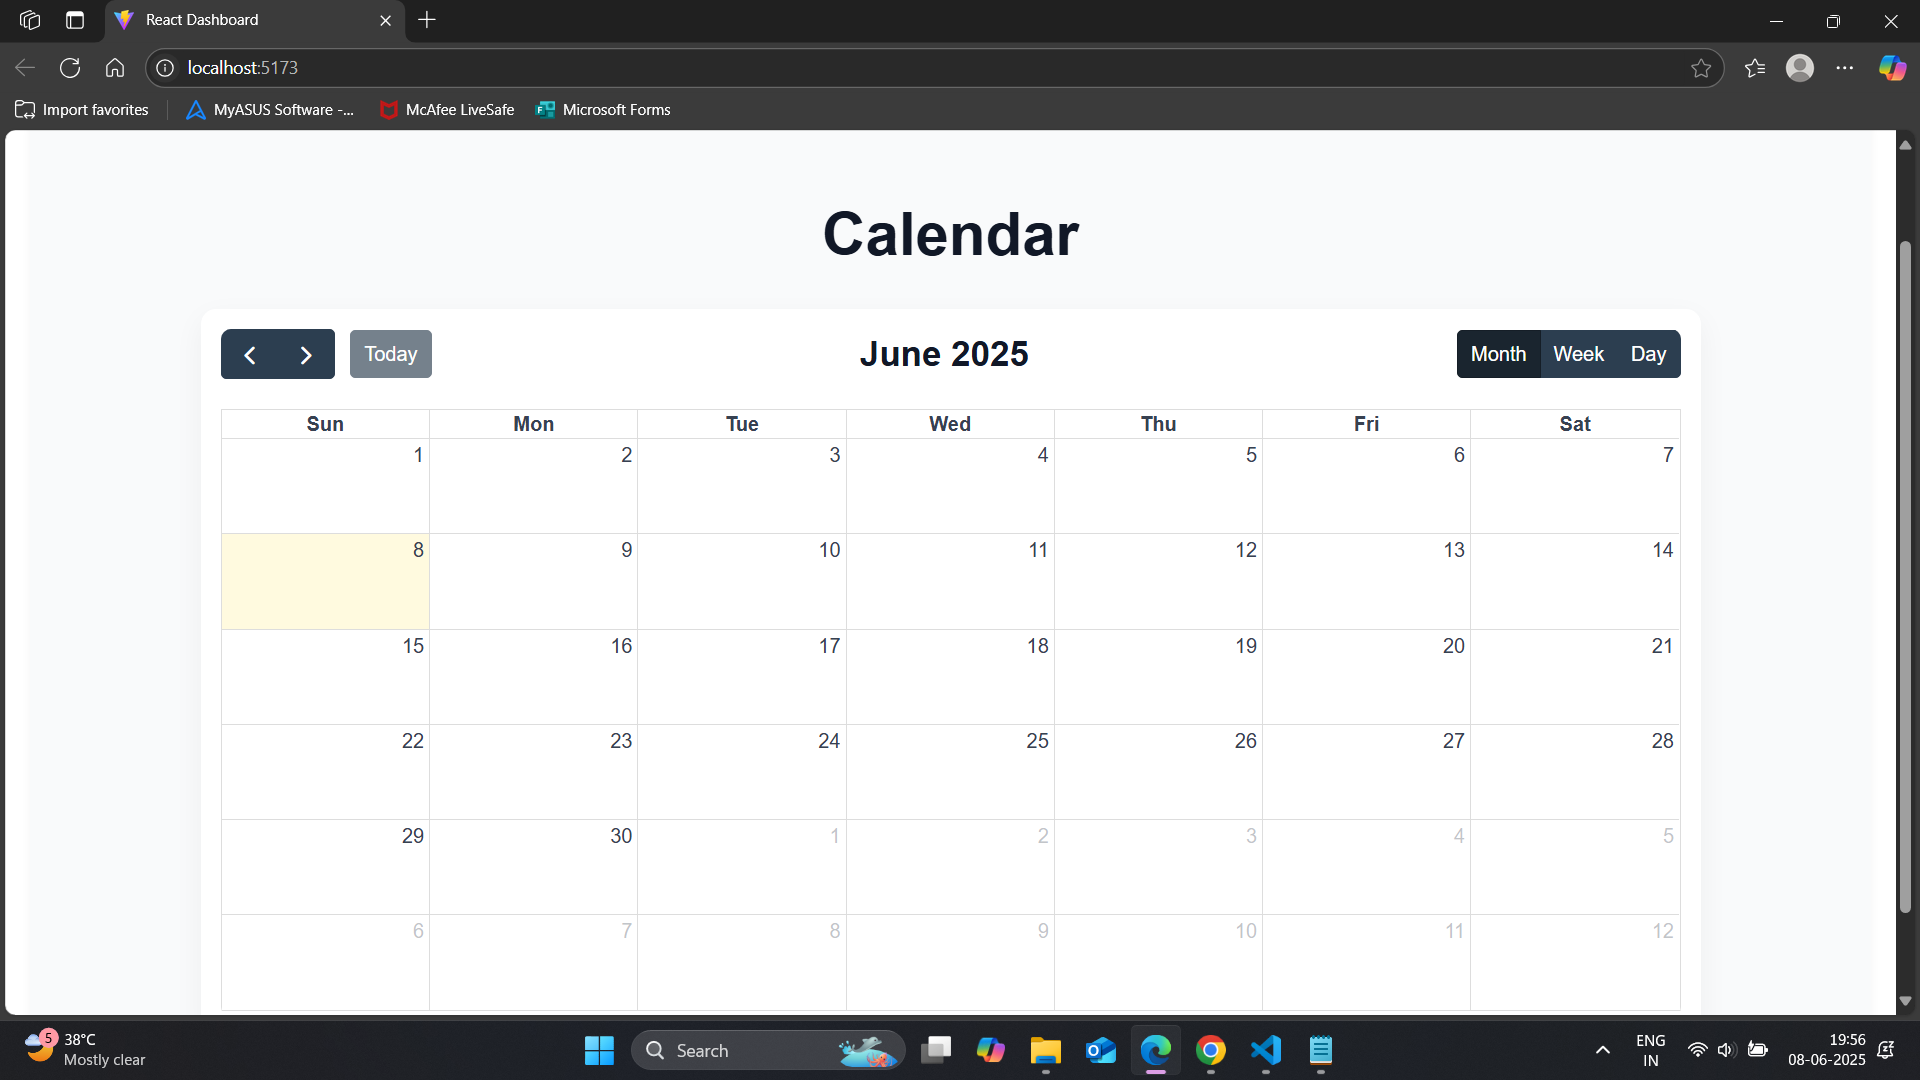 React Dashboard
localhost:5173
Import favorites
MyASUS Software -...
McAfee LiveSafe
Microsoft Forms
Calendar
Today
June 2025
Month Week Day
Sun Mon Tue Wed Thu Fri Sat
1 2 3 4 5 6 7
8 9 10 11 12 13 14
15 16 17 18 19 20 21
22 23 24 25 26 27 28
29 30 1 2 3 4 5
6 7 8 9 10 11 12
5
38°C
Mostly clear
Search
ENG
IN
19:56
08-06-2025